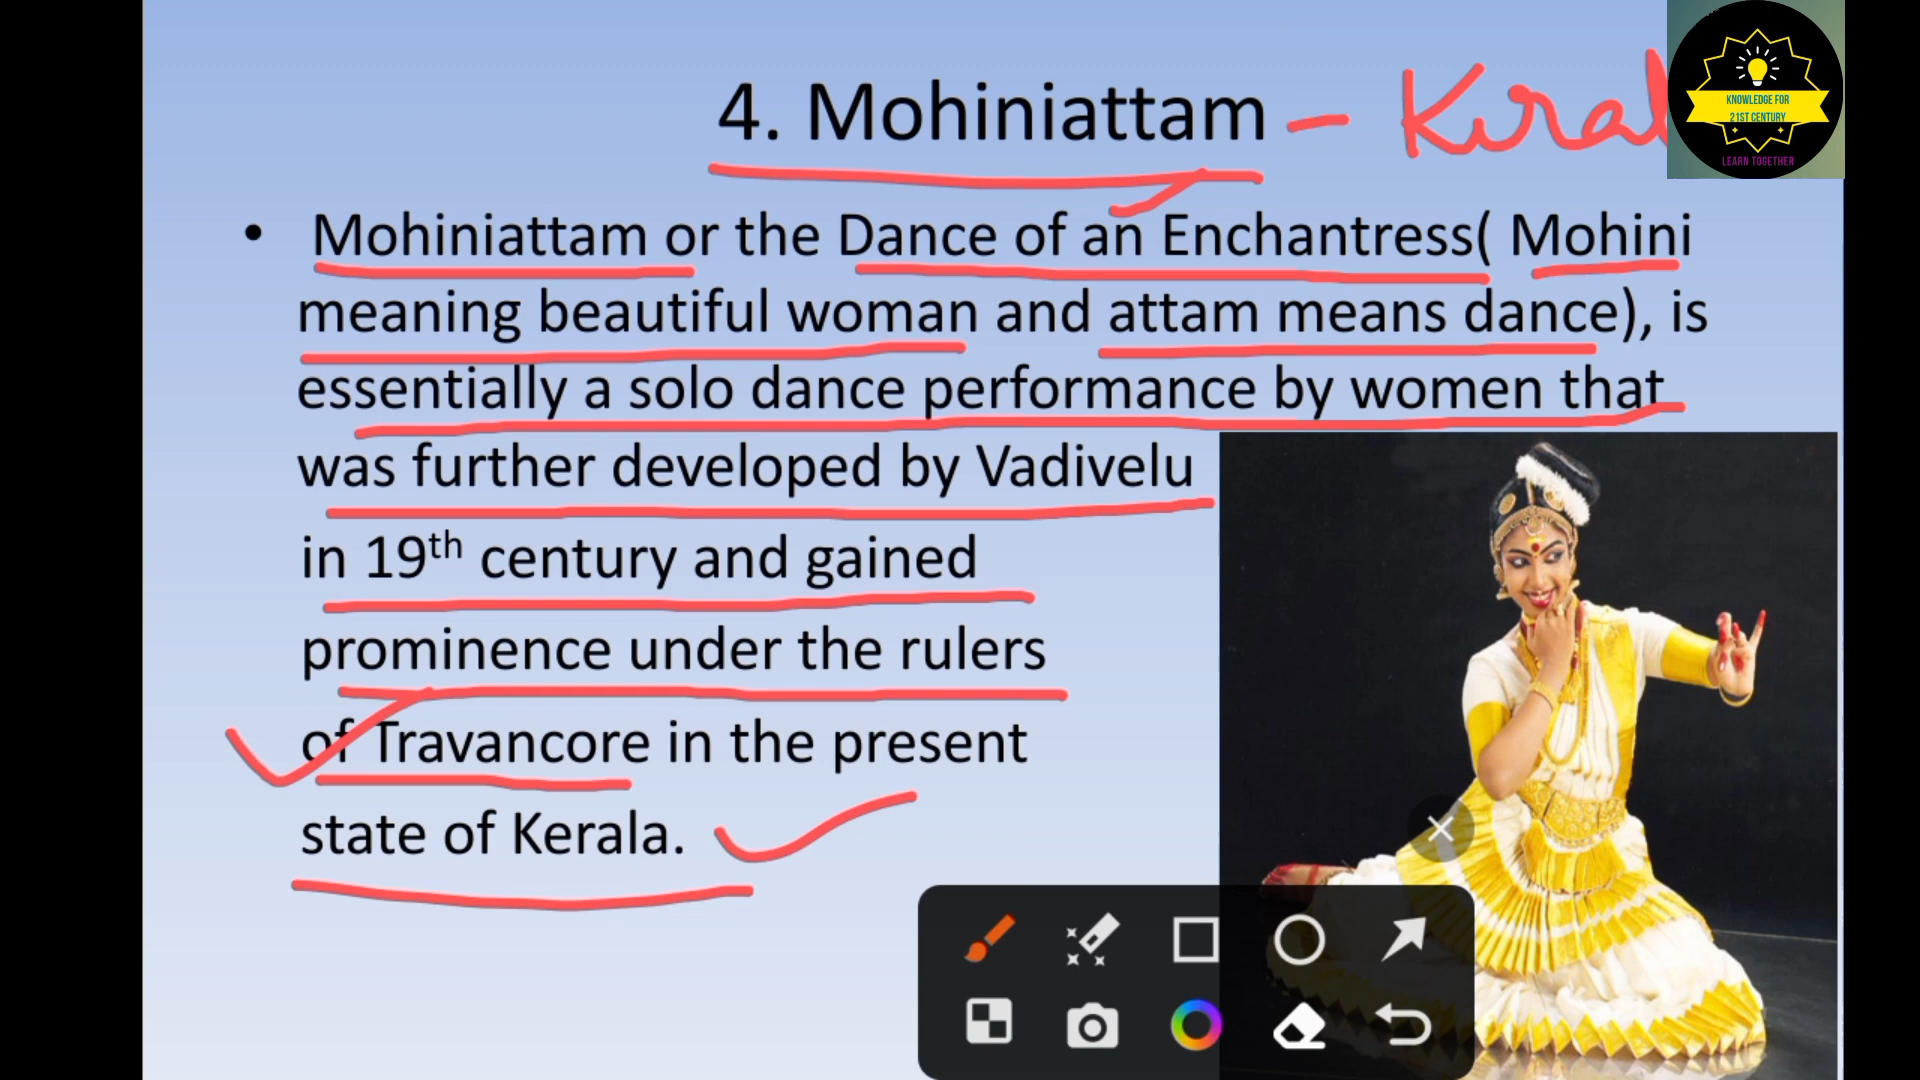 4. Mohiniattam – Keral
KNOWLEDGE FOR
21ST CENTURY
LEARN TOGETHER
• Mohiniattam or the Dance of an Enchantress( Mohini
meaning beautiful woman and attam means dance), is
essentially a solo dance performance by women that
was further developed by Vadivelu
in 19th century and gained
prominence under the rulers
of Travancore in the present
state of Kerala.